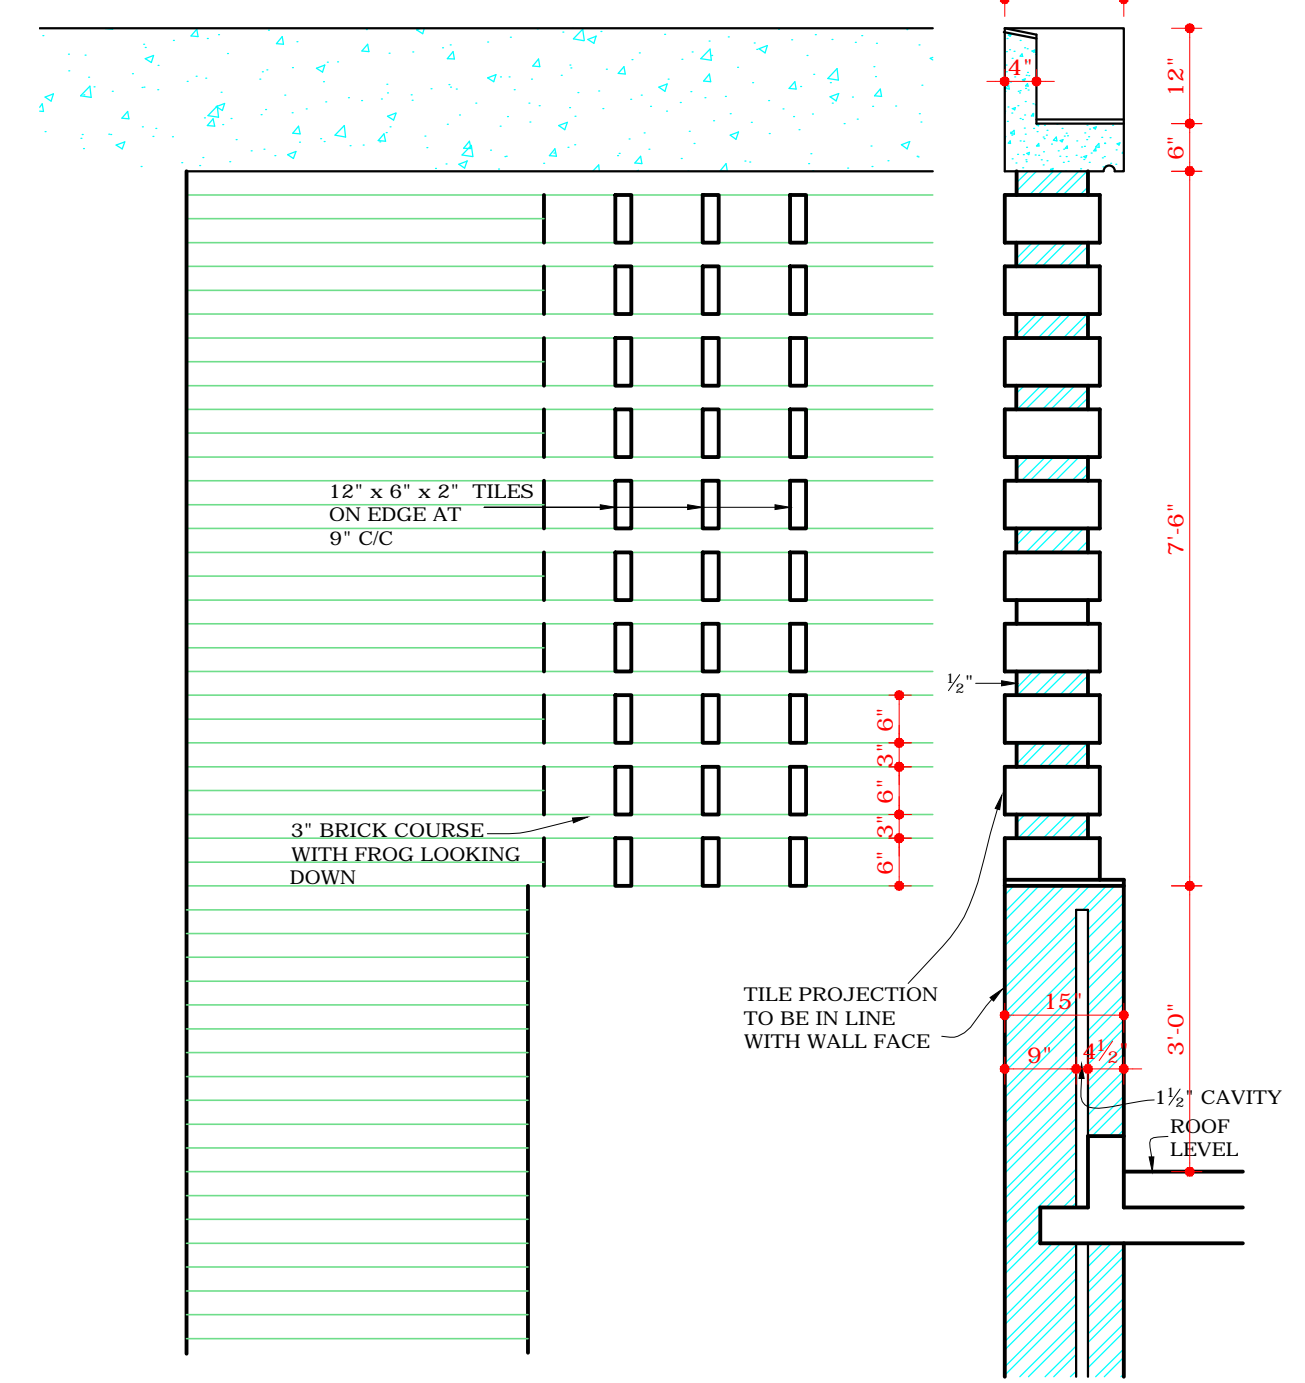 4"
12"
6"
12" x 6" x 2" TILES
ON EDGE AT
9" C/C
7'-6"
½"
6"
3"
6"
3"
6"
3" BRICK COURSE
WITH FROG LOOKING
DOWN
TILE PROJECTION
TO BE IN LINE
WITH WALL FACE
15"
9"
4½"
3'-0"
1½" CAVITY
ROOF
LEVEL